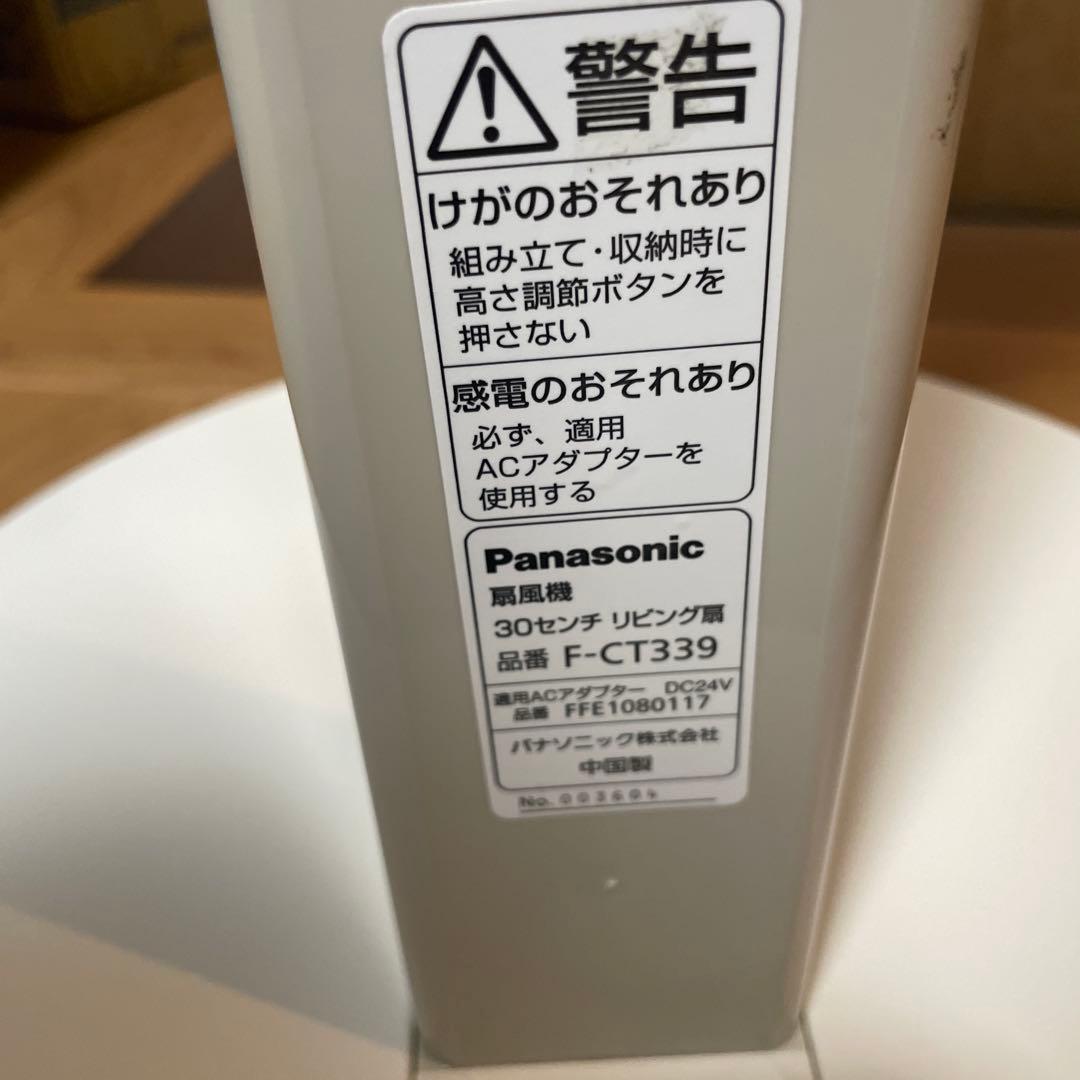 警告
けがのおそれあり
組み立て・収納時に
高さ調節ボタンを
押さない
感電のおそれあり
必ず、適用
ACアダプターを
使用する
Panasonic
扇風機
30センチ リビング扇
品番 F-CT339
適用ACアダプター DC24V
品番 FFE1080117
パナソニック株式会社
中国製
No. 003604